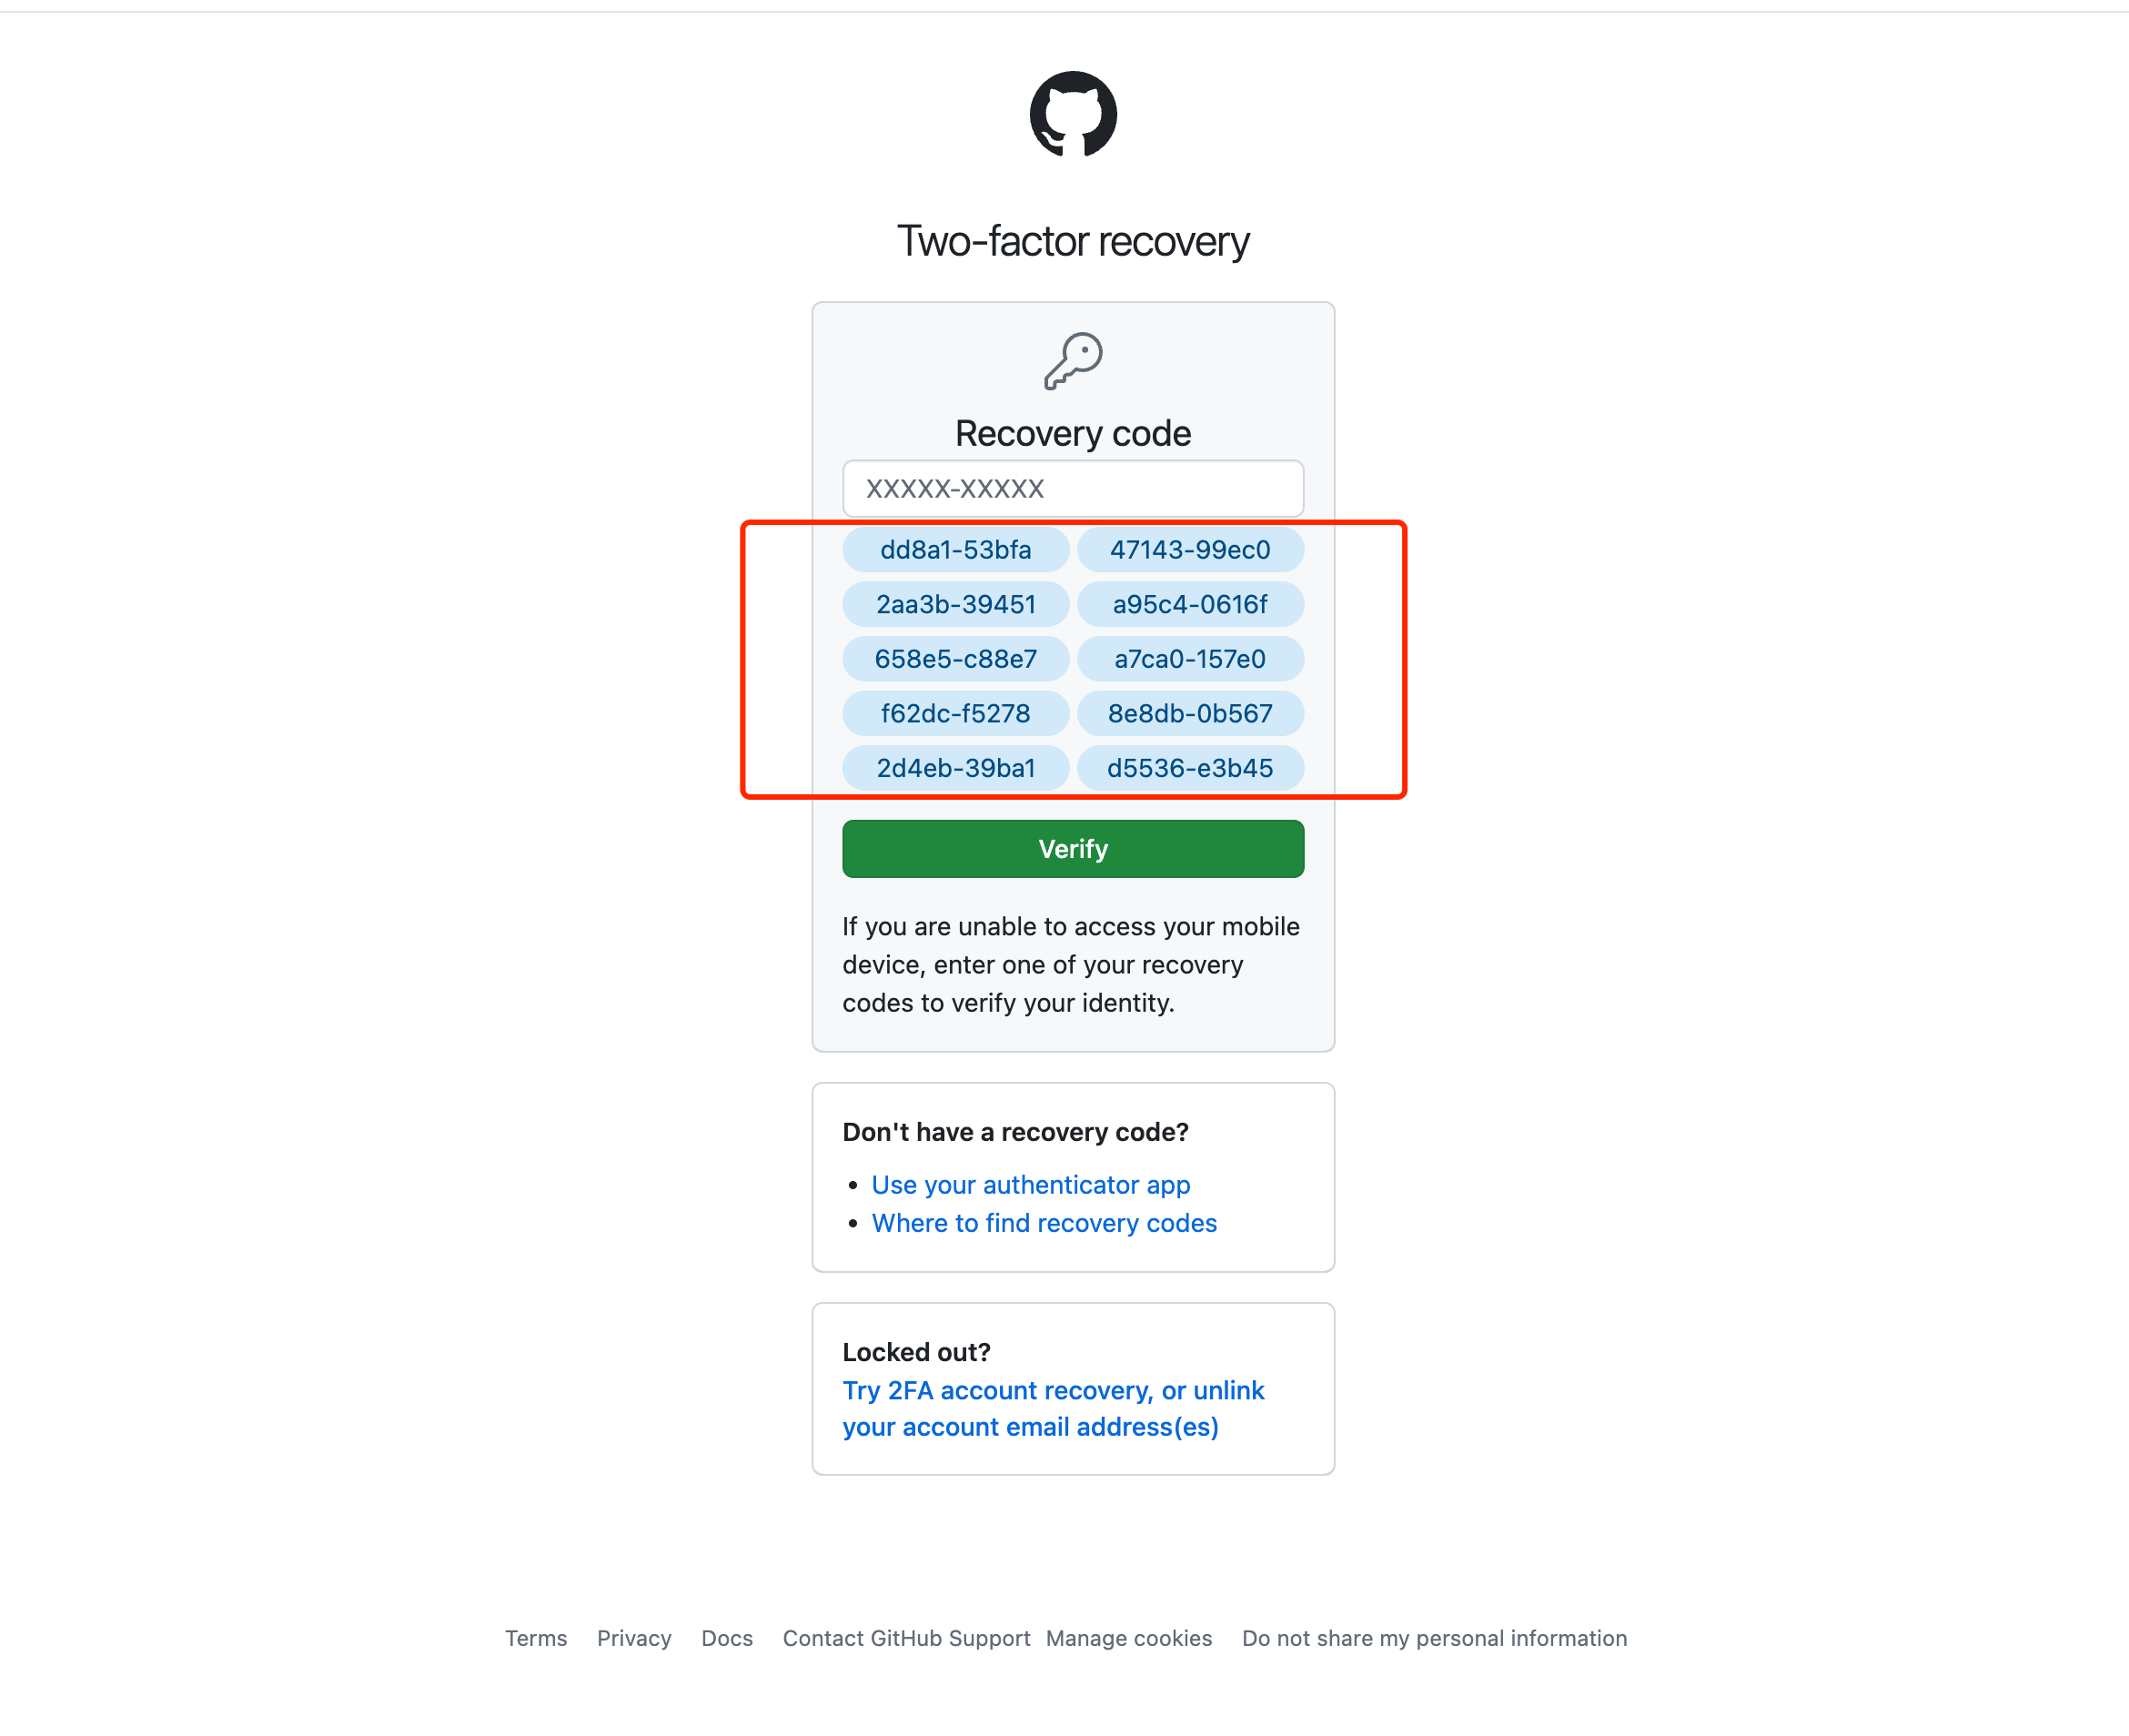 Two-factor recovery
Recovery code
XXXXX-XXXXX
dd8a1-53bfa 47143-99ec0
2aa3b-39451 a95c4-0616f
658e5-c88e7 a7ca0-157e0
f62dc-f5278 8e8db-0b567
2d4eb-39ba1 d5536-e3b45
Verify
If you are unable to access your mobile
device, enter one of your recovery
codes to verify your identity.
Don't have a recovery code?
Use your authenticator app
Where to find recovery codes
Locked out?
Try 2FA account recovery, or unlink
your account email address(es)
Terms Privacy Docs Contact GitHub Support Manage cookies Do not share my personal information